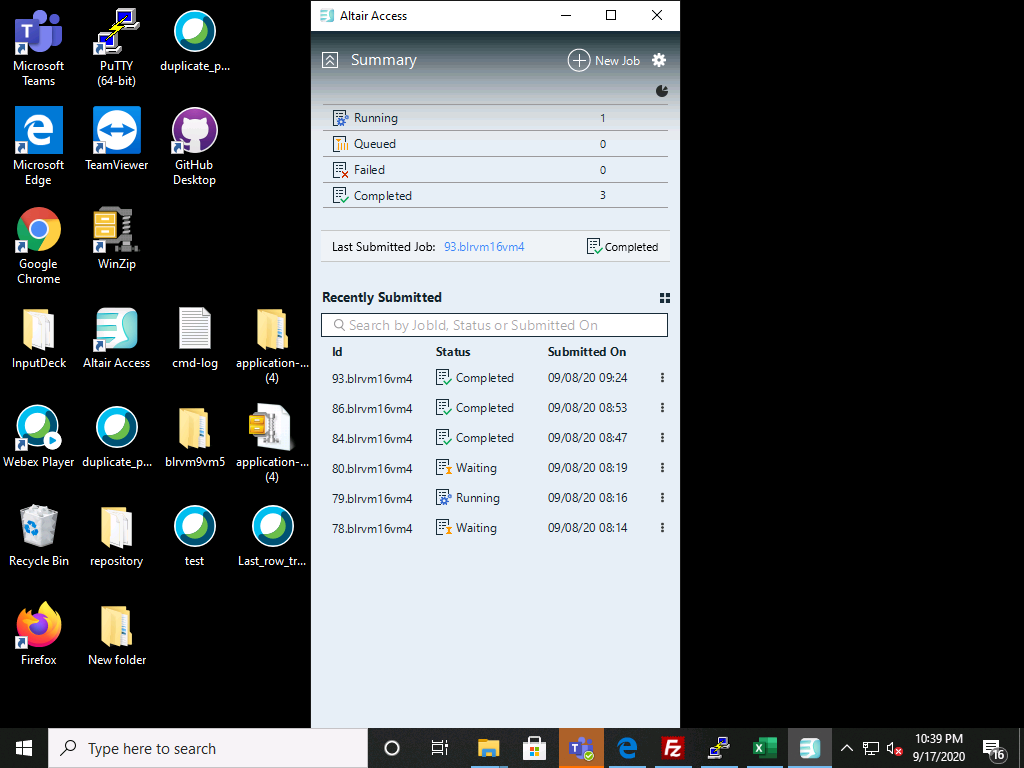 Microsoft
Teams
PuTTY
(64-bit)
duplicate_p...
Microsoft
Edge
TeamViewer
GitHub
Desktop
Google
Chrome
WinZip
InputDeck
Altair Access
cmd-log
application-...
(4)
Webex Player
duplicate_p...
blrvm9vm5
application-...
(4)
Recycle Bin
repository
test
Last_row_tr...
Firefox
New folder
Altair Access
Summary
New Job
Running 1
Queued 0
Failed 0
Completed 3
Last Submitted Job: 93.blrvm16vm4 Completed
Recently Submitted
Search by JobId, Status or Submitted On
Id Status Submitted On
93.blrvm16vm4 Completed 09/08/20 09:24
86.blrvm16vm4 Completed 09/08/20 08:53
84.blrvm16vm4 Completed 09/08/20 08:47
80.blrvm16vm4 Waiting 09/08/20 08:19
79.blrvm16vm4 Running 09/08/20 08:16
78.blrvm16vm4 Waiting 09/08/20 08:14
Type here to search
10:39 PM
9/17/2020
16